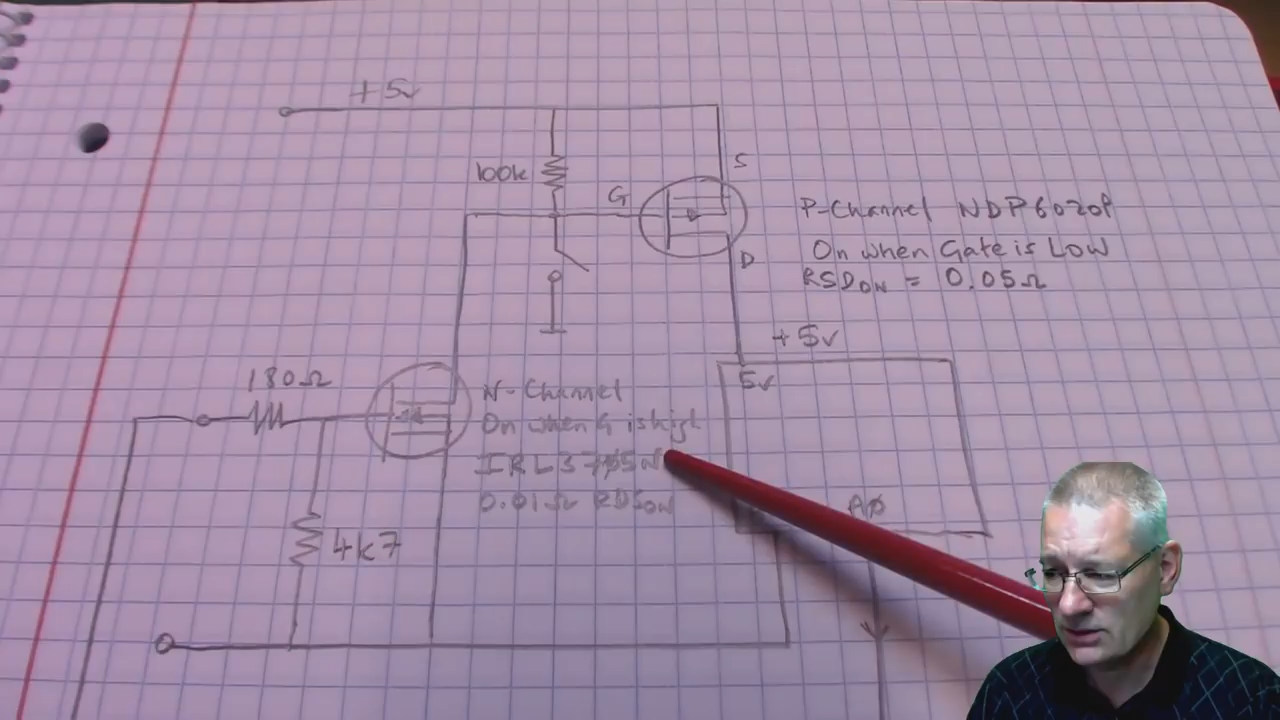 +5v
100k
G
S
D
P-Channel NDP6020P
On when Gate is Low
RSDON = 0.05Ω
+5v
5v
180Ω
N-Channel
On when G is high
IRL3705N
0.01Ω RDSON
4k7
AØ